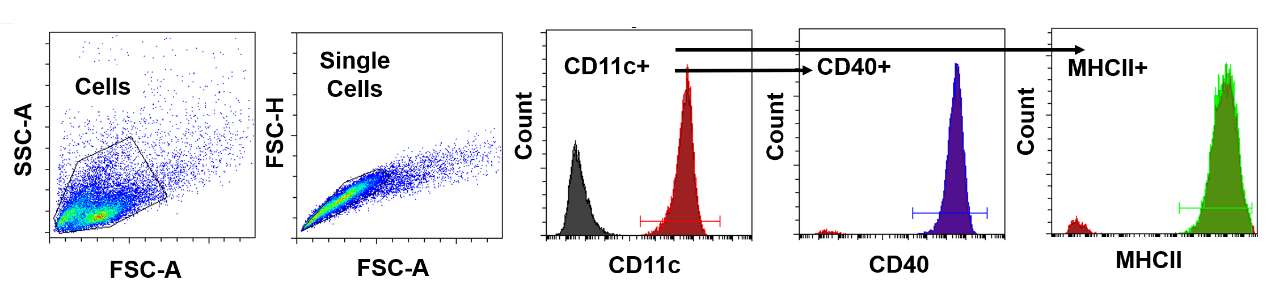 SSC-A
Cells
FSC-A
FSC-H
Single
Cells
FSC-A
Count
CD11c+
CD11c
Count
CD40+
CD40
Count
MHCII+
MHCII